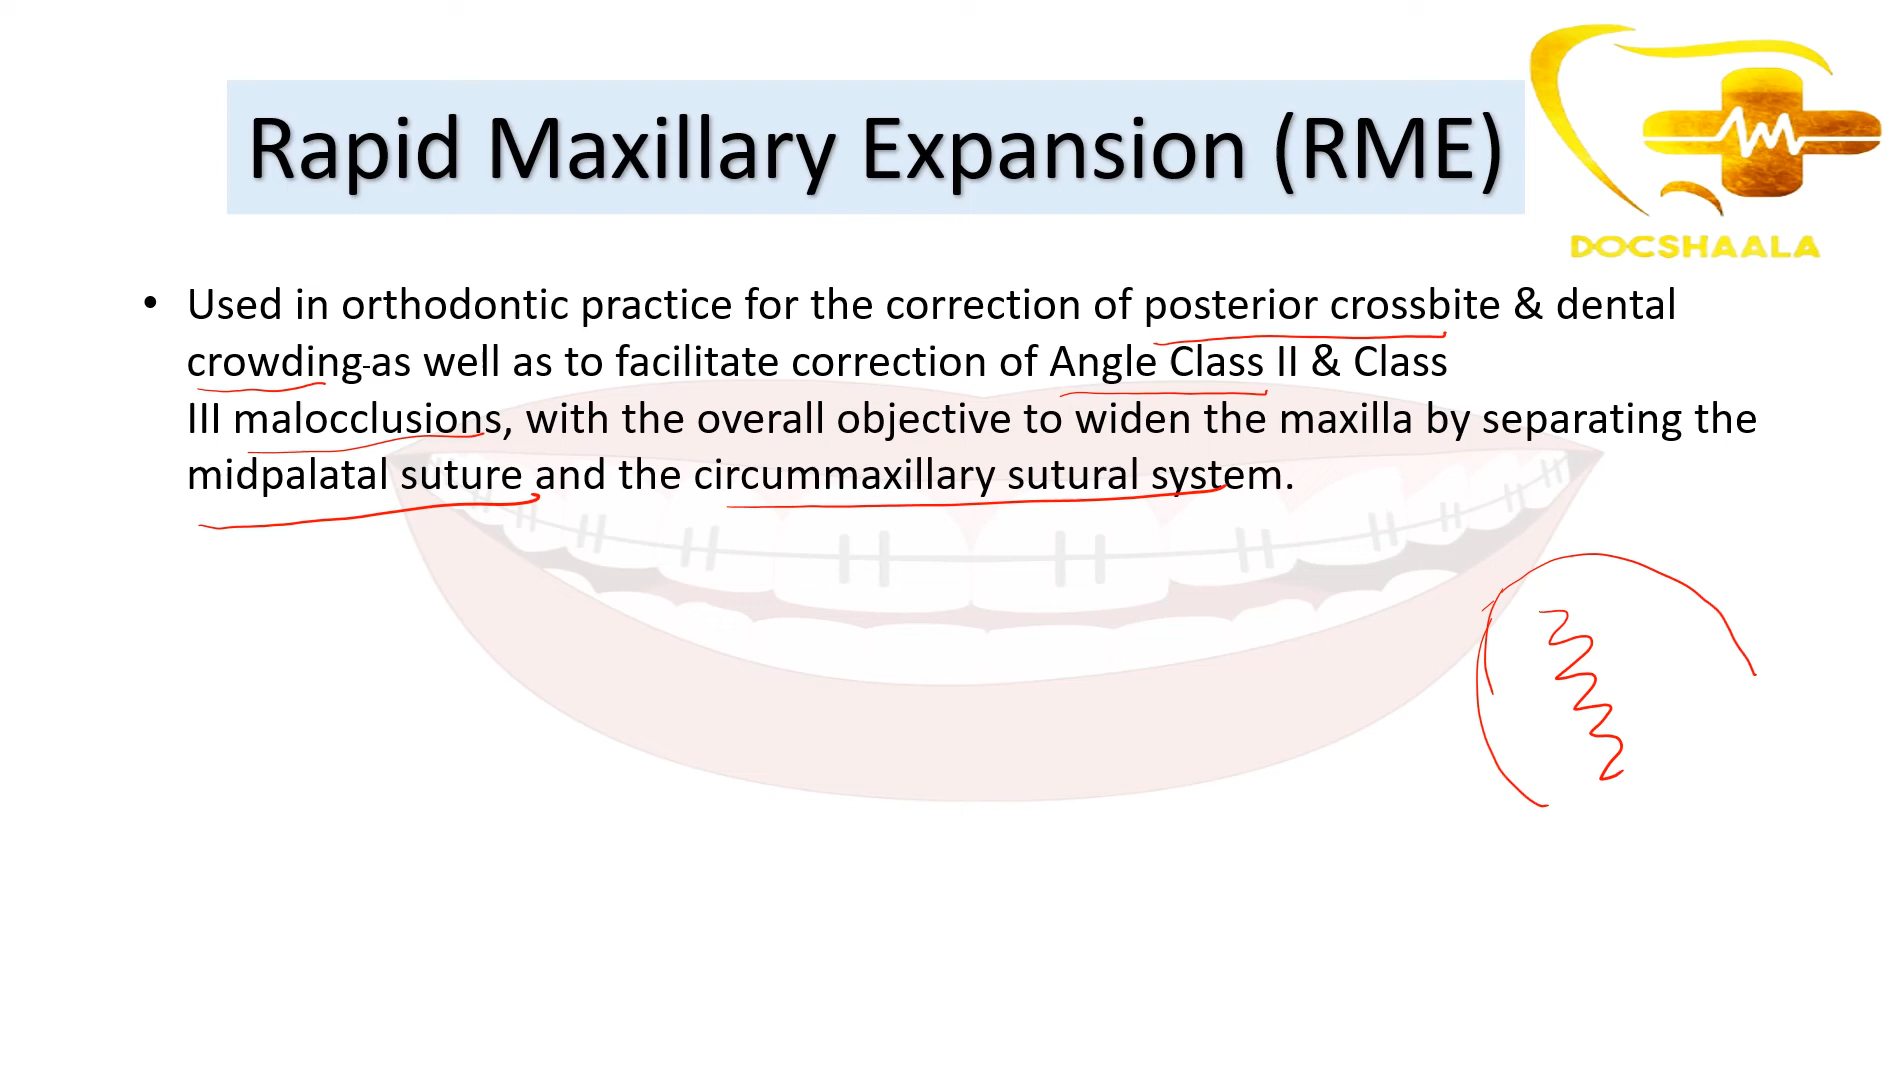 Rapid Maxillary Expansion (RME)
DOCSHAALA
• Used in orthodontic practice for the correction of posterior crossbite & dental
crowding as well as to facilitate correction of Angle Class II & Class
III malocclusions, with the overall objective to widen the maxilla by separating the
midpalatal suture and the circummaxillary sutural system.